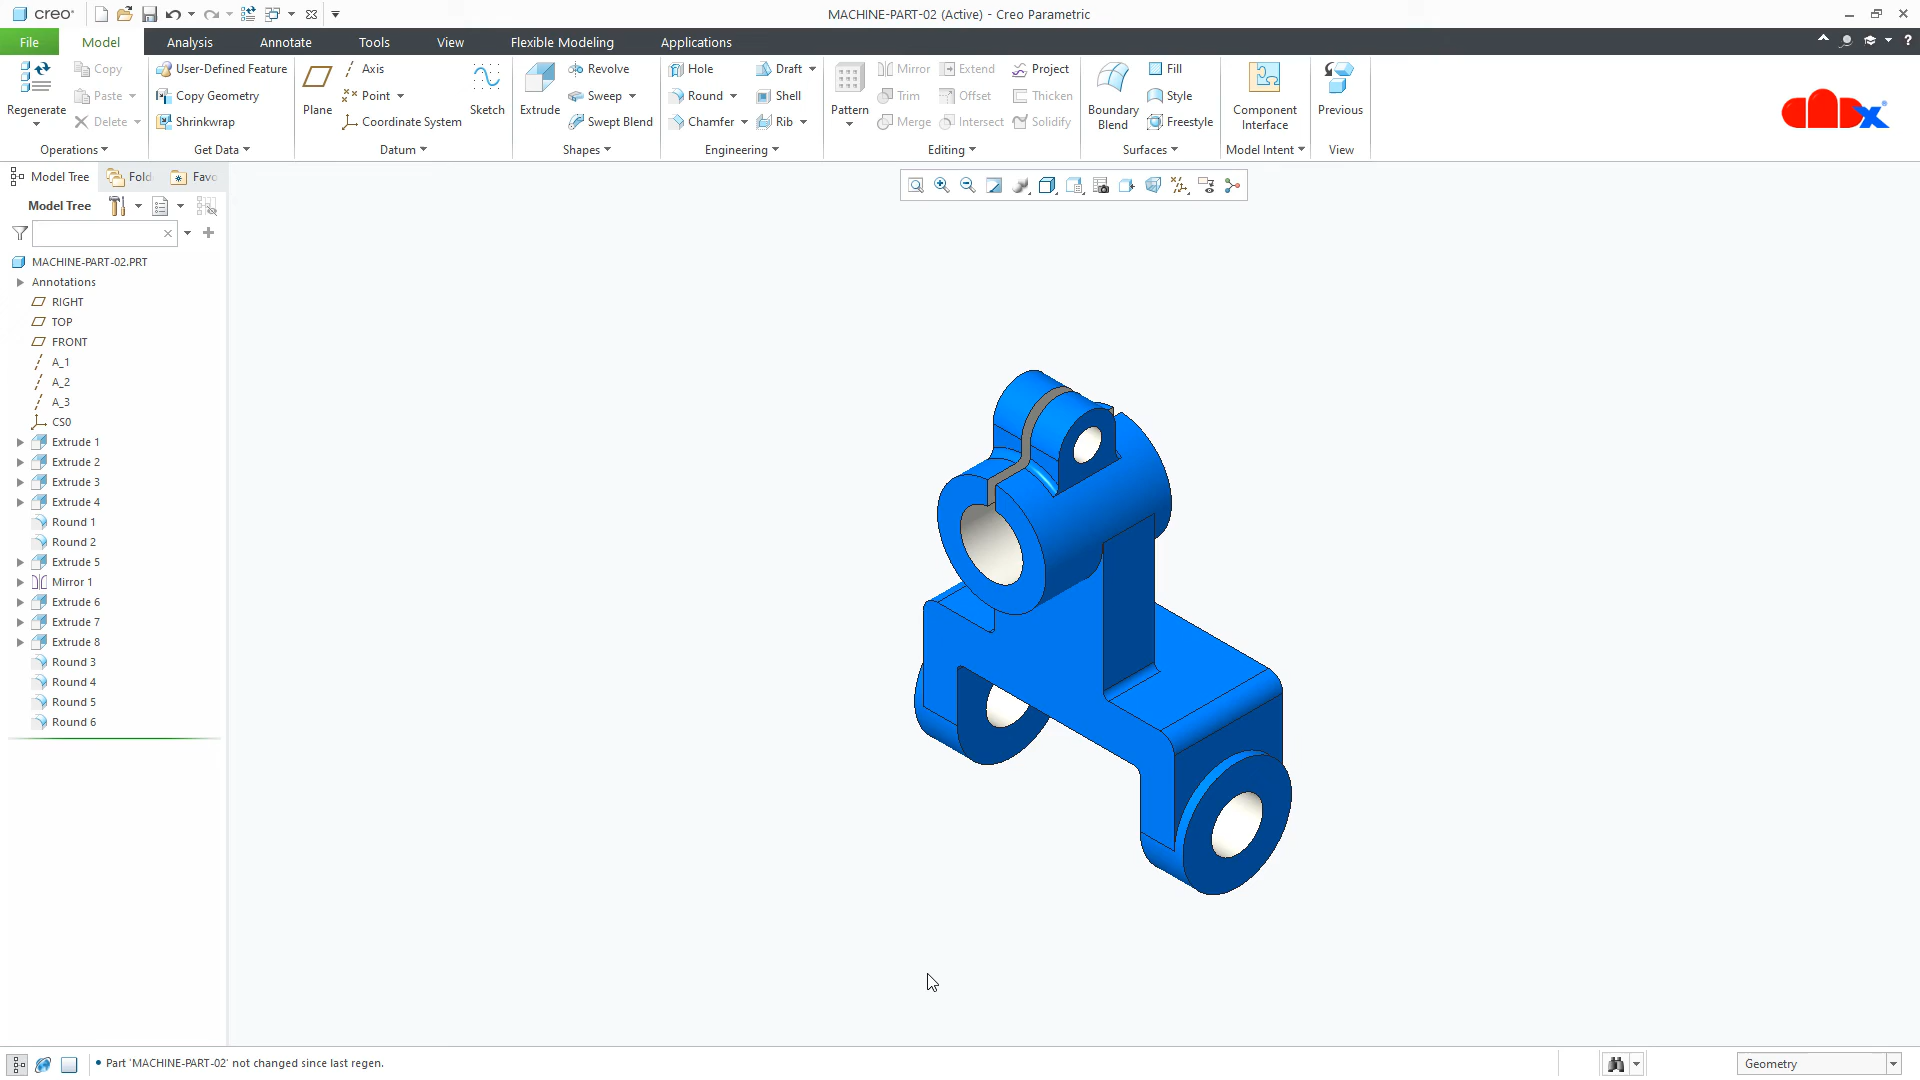 creo
MACHINE-PART-02 (Active) - Creo Parametric
File Model Analysis Annotate Tools View Flexible Modeling Applications
Regenerate
Copy
Paste
Delete
Operations
User-Defined Feature
Copy Geometry
Shrinkwrap
Get Data
Plane
Axis
Point
Coordinate System
Sketch
Datum
Extrude
Revolve
Sweep
Swept Blend
Shapes
Hole
Round
Chamfer
Draft
Shell
Rib
Engineering
Pattern
Mirror
Trim
Merge
Extend
Offset
Intersect
Project
Thicken
Solidify
Editing
Boundary
Blend
Fill
Style
Freestyle
Surfaces
Component
Interface
Model Intent
Previous
View
Model Tree Fold Favo
Model Tree
MACHINE-PART-02.PRT
Annotations
RIGHT
TOP
FRONT
A_1
A_2
A_3
CS0
Extrude 1
Extrude 2
Extrude 3
Extrude 4
Round 1
Round 2
Extrude 5
Mirror 1
Extrude 6
Extrude 7
Extrude 8
Round 3
Round 4
Round 5
Round 6
Part 'MACHINE-PART-02' not changed since last regen.
Geometry